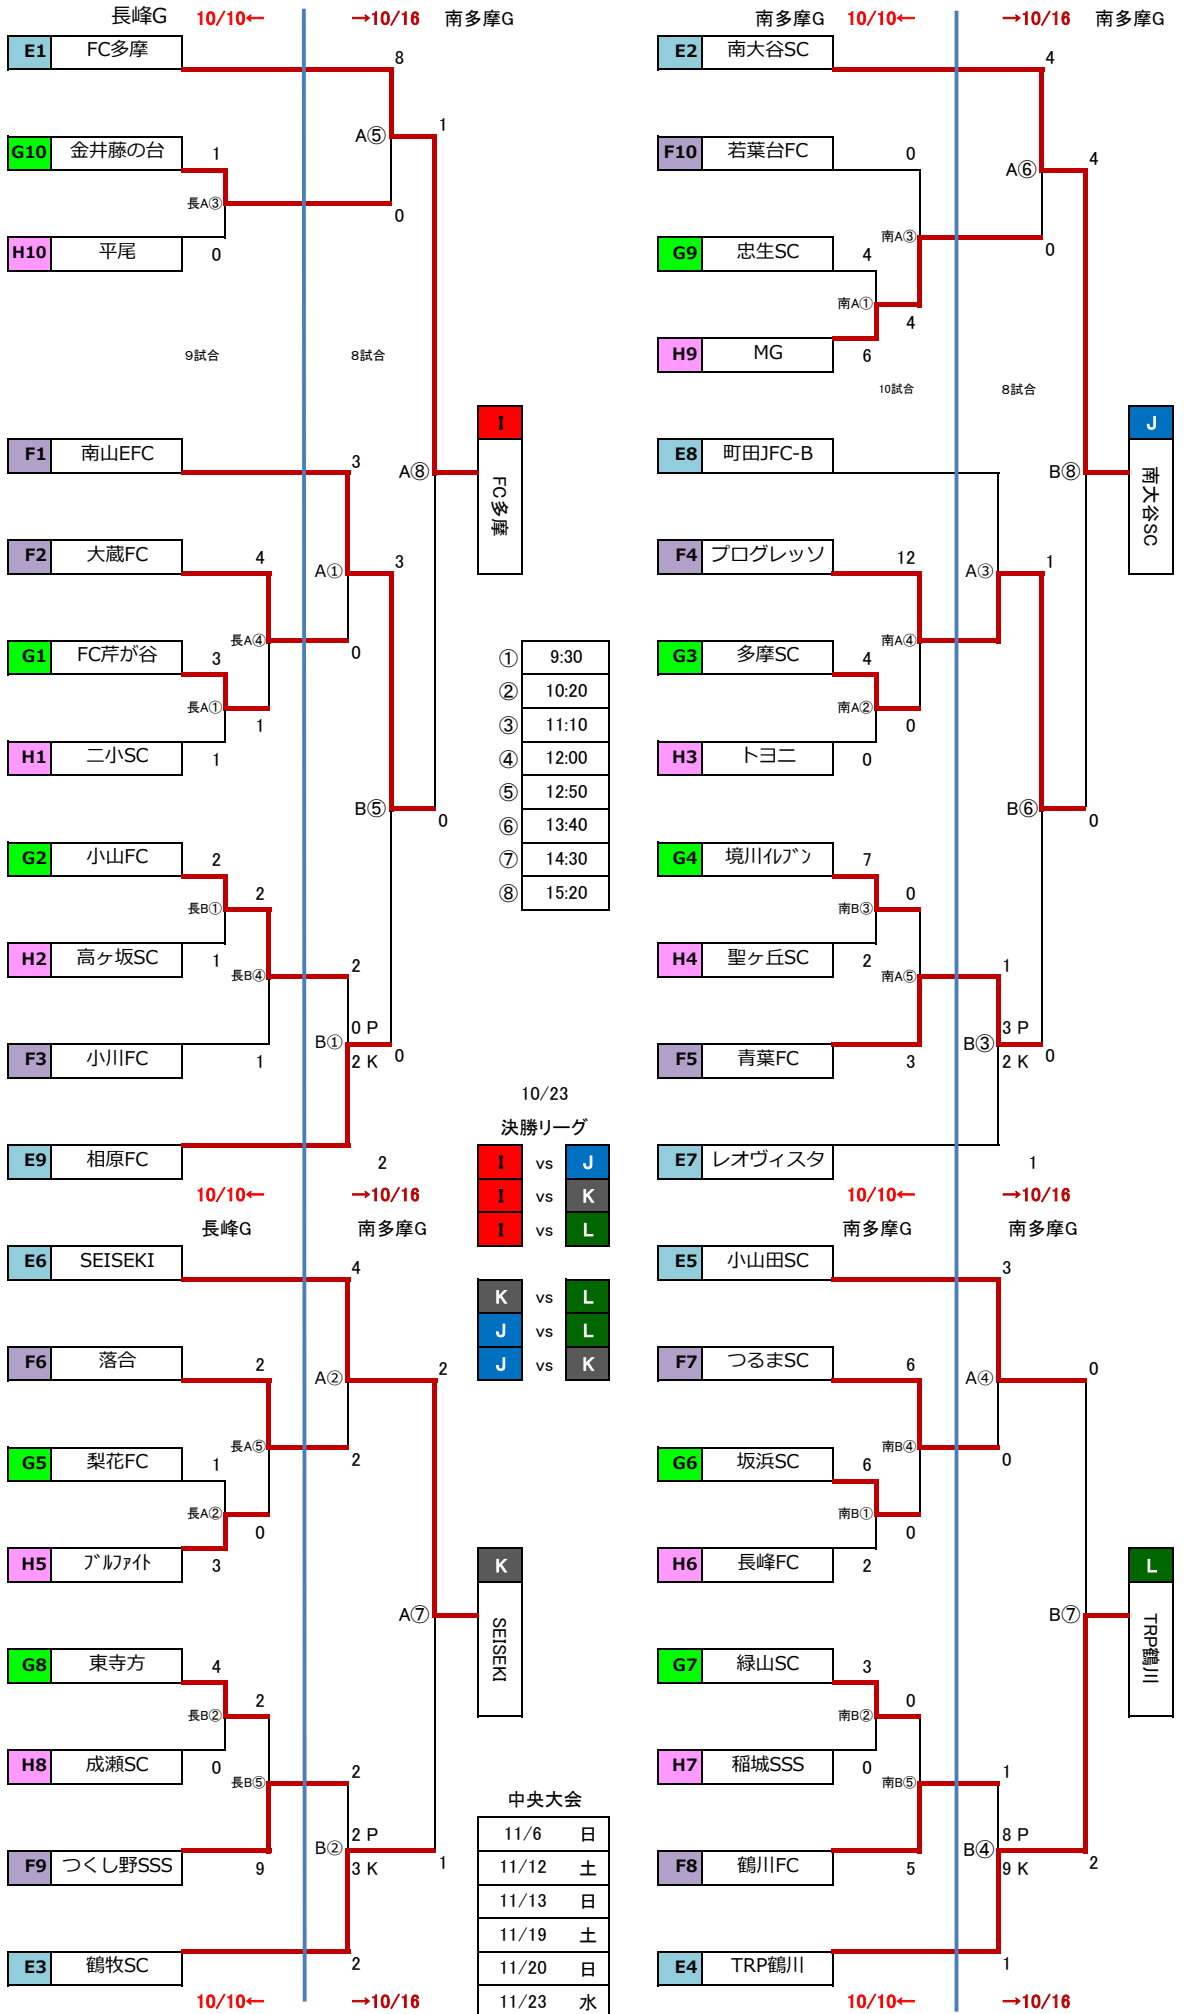 長峰G 10/10← →10/16 南多摩G
E1 FC多摩 8
A⑤ 1
G10 金井藤の台 1
長A③ 0
H10 平尾 0
9試合 8試合
I
FC多摩
F1 南山EFC 3
A⑧
F2 大蔵FC 4
A① 3
長A④ 0
G1 FC芹が谷 3
長A① 1
H1 二小SC 1
B⑤ 0
G2 小山FC 2
長B① 2
H2 高ヶ坂SC 1
長B④ 2
0 P
B① 2 K 0
F3 小川FC 1
E9 相原FC 2
10/10← →10/16
長峰G 南多摩G
① 9:30
② 10:20
③ 11:10
④ 12:00
⑤ 12:50
⑥ 13:40
⑦ 14:30
⑧ 15:20
10/23
決勝リーグ
I vs J
I vs K
I vs L
K vs L
J vs L
J vs K
南多摩G 10/10← →10/16 南多摩G
E2 南大谷SC 4
F10 若葉台FC 0
A⑥ 4
南A③ 0
G9 忠生SC 4
南A① 4
H9 MG 6
10試合 8試合
J
南大谷SC
E8 町田JFC-B
B⑧
F4 プログレッソ 12
A③ 1
南A④
G3 多摩SC 4
南A② 0
H3 トヨ二 0
B⑥ 0
G4 境川ｲﾚﾌﾞﾝ 7
南B③ 0
H4 聖ヶ丘SC 2
南A⑤ 1
3 P
B③ 2 K 0
F5 青葉FC 3
E7 レオヴィスタ 1
10/10← →10/16
南多摩G 南多摩G
E6 SEISEKI 4
F6 落合 2
A② 2
長A⑤ 2
G5 梨花FC 1
長A② 0
H5 ﾌﾞﾙﾌｧｲﾄ 3
K
SEISEKI
A⑦
G8 東寺方 4
長B② 2
H8 成瀬SC 0
長B⑤ 2
2 P
B② 3 K 1
F9 つくし野SSS 9
E3 鶴牧SC 2
10/10← →10/16
中央大会
11/6 日
11/12 土
11/13 日
11/19 土
11/20 日
11/23 水
E5 小山田SC 3
F7 つるまSC 6
A④ 0
南B④ 0
G6 坂浜SC 6
南B① 0
H6 長峰FC 2
L
TRP鶴川
B⑦
G7 緑山SC 3
南B② 0
H7 稲城SSS 0
南B⑤ 1
8 P
B④ 9 K 2
F8 鶴川FC 5
E4 TRP鶴川 1
10/10← →10/16